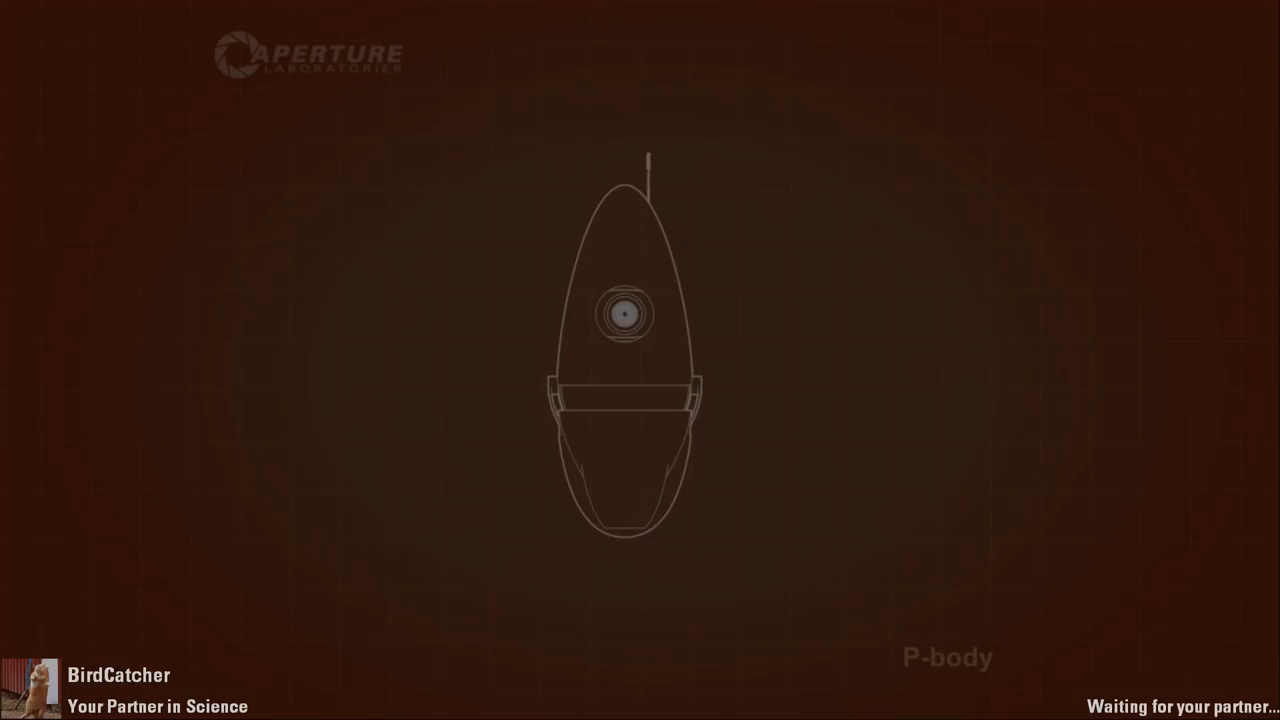 APERTURE
LABORATORIES
P-body
BirdCatcher
Your Partner in Science
Waiting for your partner...